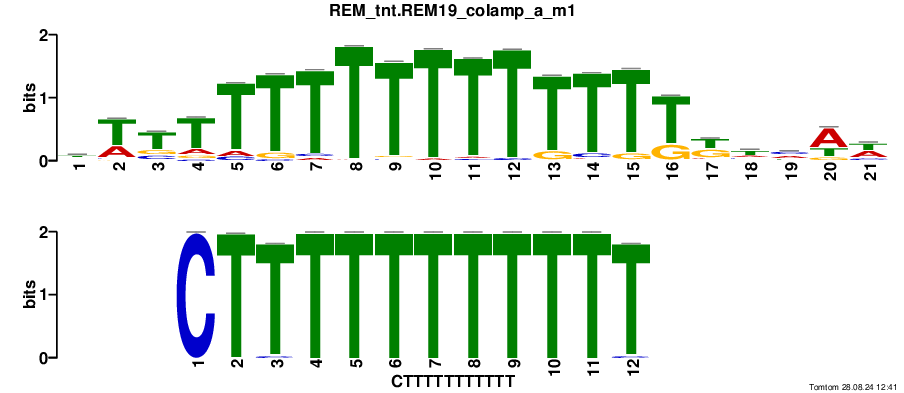 REM_tnt.REM19_colamp_a_m1
2
1
0
bits
1 2 3 4 5 6 7 8 9 10 11 12 13 14 15 16 17 18 19 20 21
2
1
0
bits
CTTTTTTTTTTT
1 2 3 4 5 6 7 8 9 10 11 12
CTTTTTTTTTTT
Tomtom 28.08.24 12:41